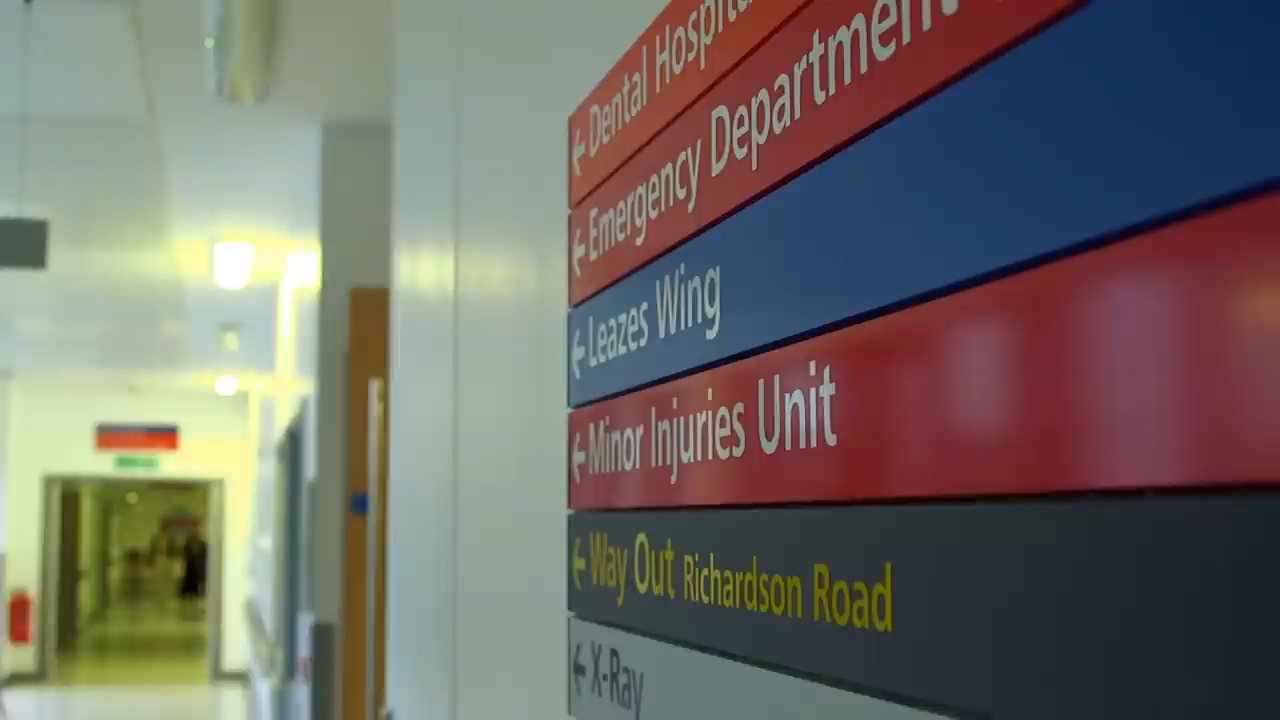 ← Dental Hospital
← Emergency Department
← Leazes Wing
← Minor Injuries Unit
← Way Out Richardson Road
← X-Ray